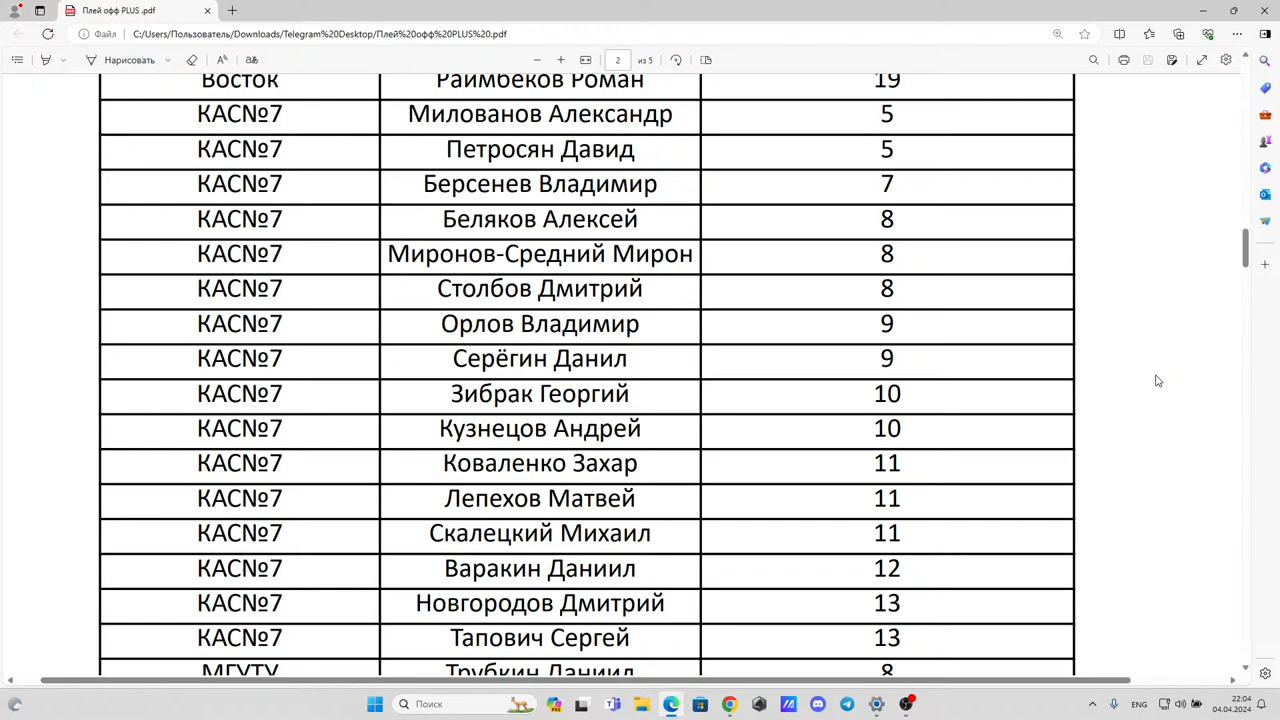 Плей офф PLUS .pdf
Файл C:/Users/Пользователь/Downloads/Telegram%20Desktop/Плей%20офф%20PLUS%20.pdf
Нарисовать 2 из 5
Восток Раимбеков Роман 19
КАС№7 Милованов Александр 5
КАС№7 Петросян Давид 5
КАС№7 Берсенев Владимир 7
КАС№7 Беляков Алексей 8
КАС№7 Миронов-Средний Мирон 8
КАС№7 Столбов Дмитрий 8
КАС№7 Орлов Владимир 9
КАС№7 Серёгин Данил 9
КАС№7 Зибрак Георгий 10
КАС№7 Кузнецов Андрей 10
КАС№7 Коваленко Захар 11
КАС№7 Лепехов Матвей 11
КАС№7 Скалецкий Михаил 11
КАС№7 Варакин Даниил 12
КАС№7 Новгородов Дмитрий 13
КАС№7 Тапович Сергей 13
МГУТУ Трубкин Даниил 8
Поиск ENG 22:04
04.04.2024